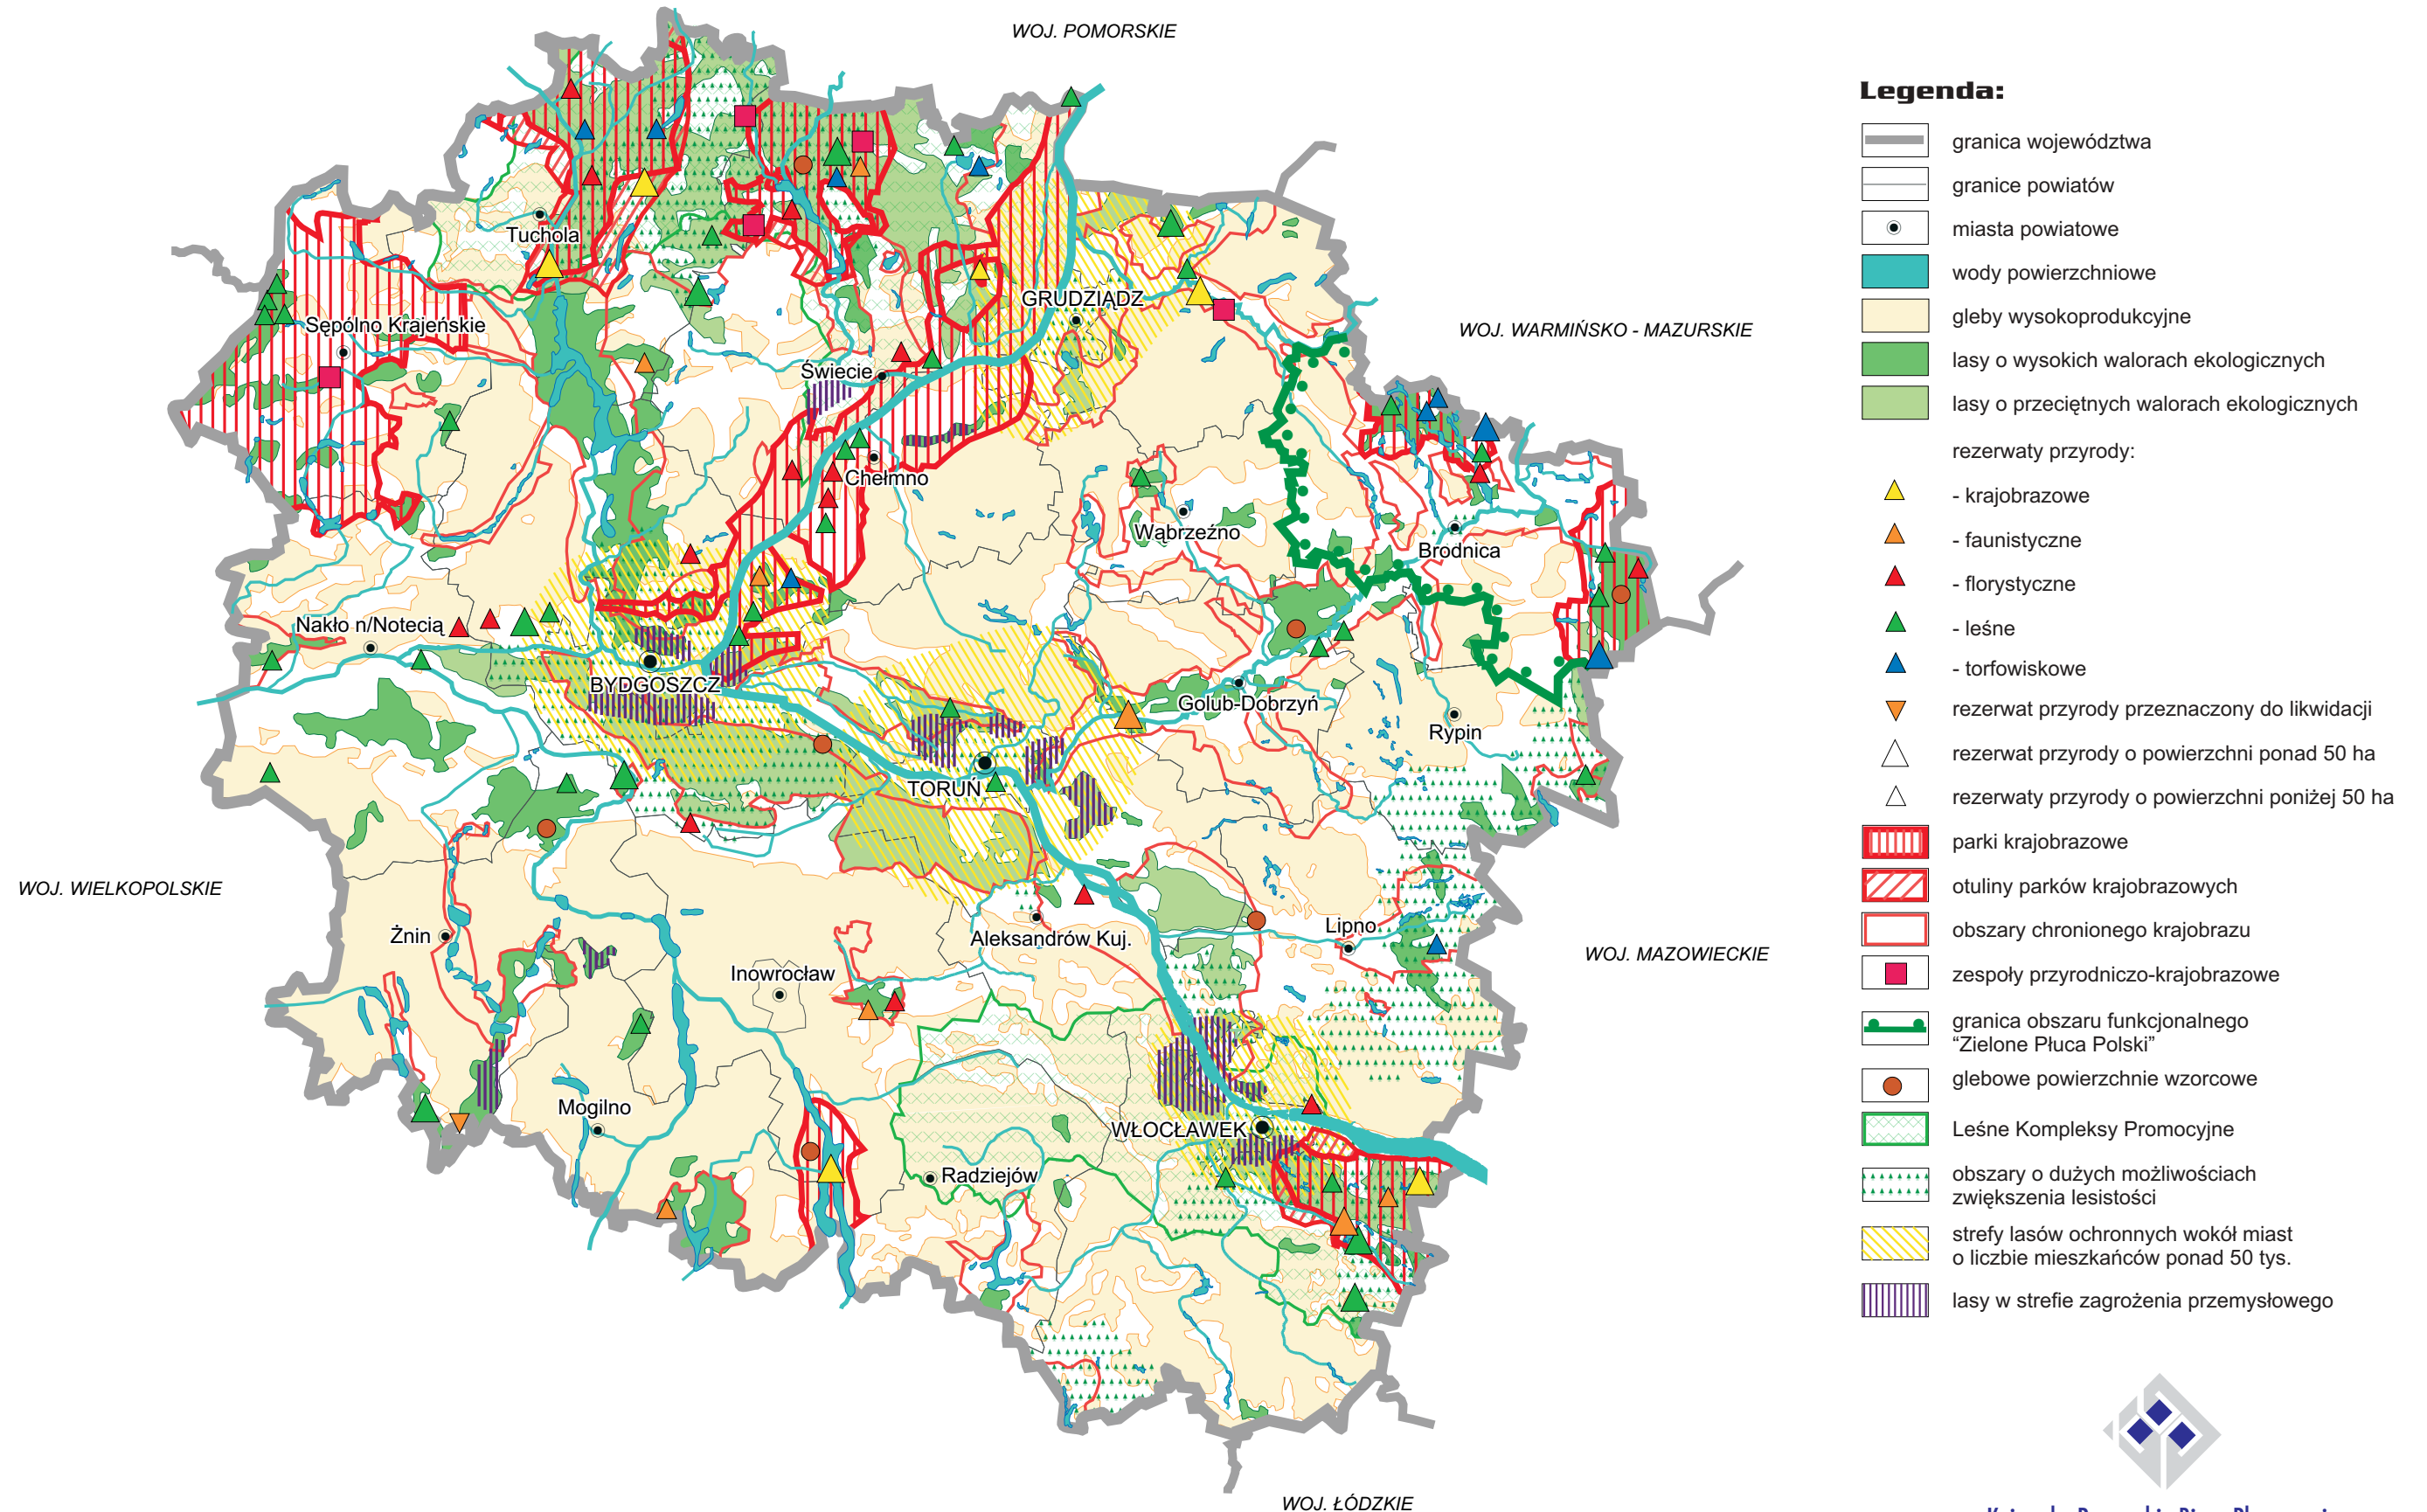 WOJ. POMORSKIE
Tuchola
Sępólno Krajeńskie
GRUDZIĄDZ
WOJ. WARMIŃSKO - MAZURSKIE
Świecie
Chełmno
Wąbrzeźno
Brodnica
Nakło n/Notecią
BYDGOSZCZ
Golub-Dobrzyń
Rypin
TORUŃ
WOJ. WIELKOPOLSKIE
Żnin
Aleksandrów Kuj.
Lipno
WOJ. MAZOWIECKIE
Inowrocław
Mogilno
WŁOCŁAWEK
Radziejów
WOJ. ŁÓDZKIE
Legenda:
granica województwa
granice powiatów
miasta powiatowe
wody powierzchniowe
gleby wysokoprodukcyjne
lasy o wysokich walorach ekologicznych
lasy o przeciętnych walorach ekologicznych
rezerwaty przyrody:
- krajobrazowe
- faunistyczne
- florystyczne
- leśne
- torfowiskowe
rezerwat przyrody przeznaczony do likwidacji
rezerwat przyrody o powierzchni ponad 50 ha
rezerwaty przyrody o powierzchni poniżej 50 ha
parki krajobrazowe
otuliny parków krajobrazowych
obszary chronionego krajobrazu
zespoły przyrodniczo-krajobrazowe
granica obszaru funkcjonalnego
“Zielone Płuca Polski”
glebowe powierzchnie wzorcowe
Leśne Kompleksy Promocyjne
obszary o dużych możliwościach
zwiększenia lesistości
strefy lasów ochronnych wokół miast
o liczbie mieszkańców ponad 50 tys.
lasy w strefie zagrożenia przemysłowego